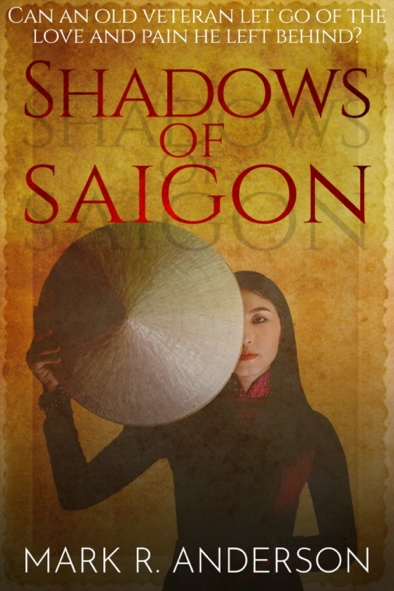 CAN AN OLD VETERAN LET GO OF THE
LOVE AND PAIN HE LEFT BEHIND?
SHADOWS
OF
SAIGON
MARK R. ANDERSON